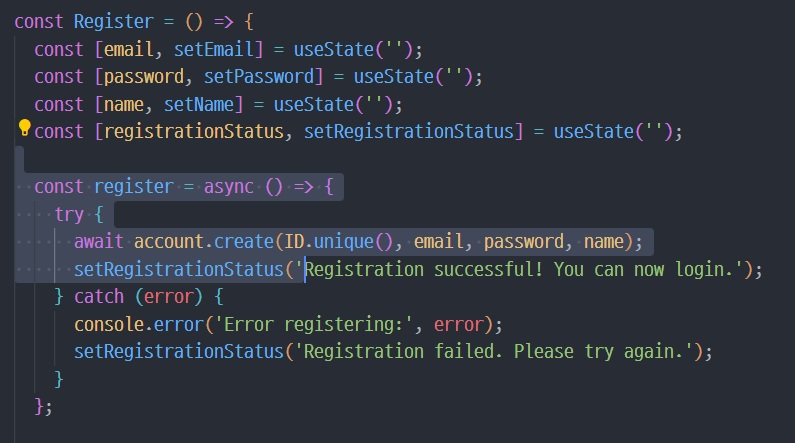 const Register = () => {
const [email, setEmail] = useState('');
const [password, setPassword] = useState('');
const [name, setName] = useState('');
const [registrationStatus, setRegistrationStatus] = useState('');
const register = async () => {
try {
await account.create(ID.unique(), email, password, name);
setRegistrationStatus('Registration successful! You can now login.');
} catch (error) {
console.error('Error registering:', error);
setRegistrationStatus('Registration failed. Please try again.');
}
};